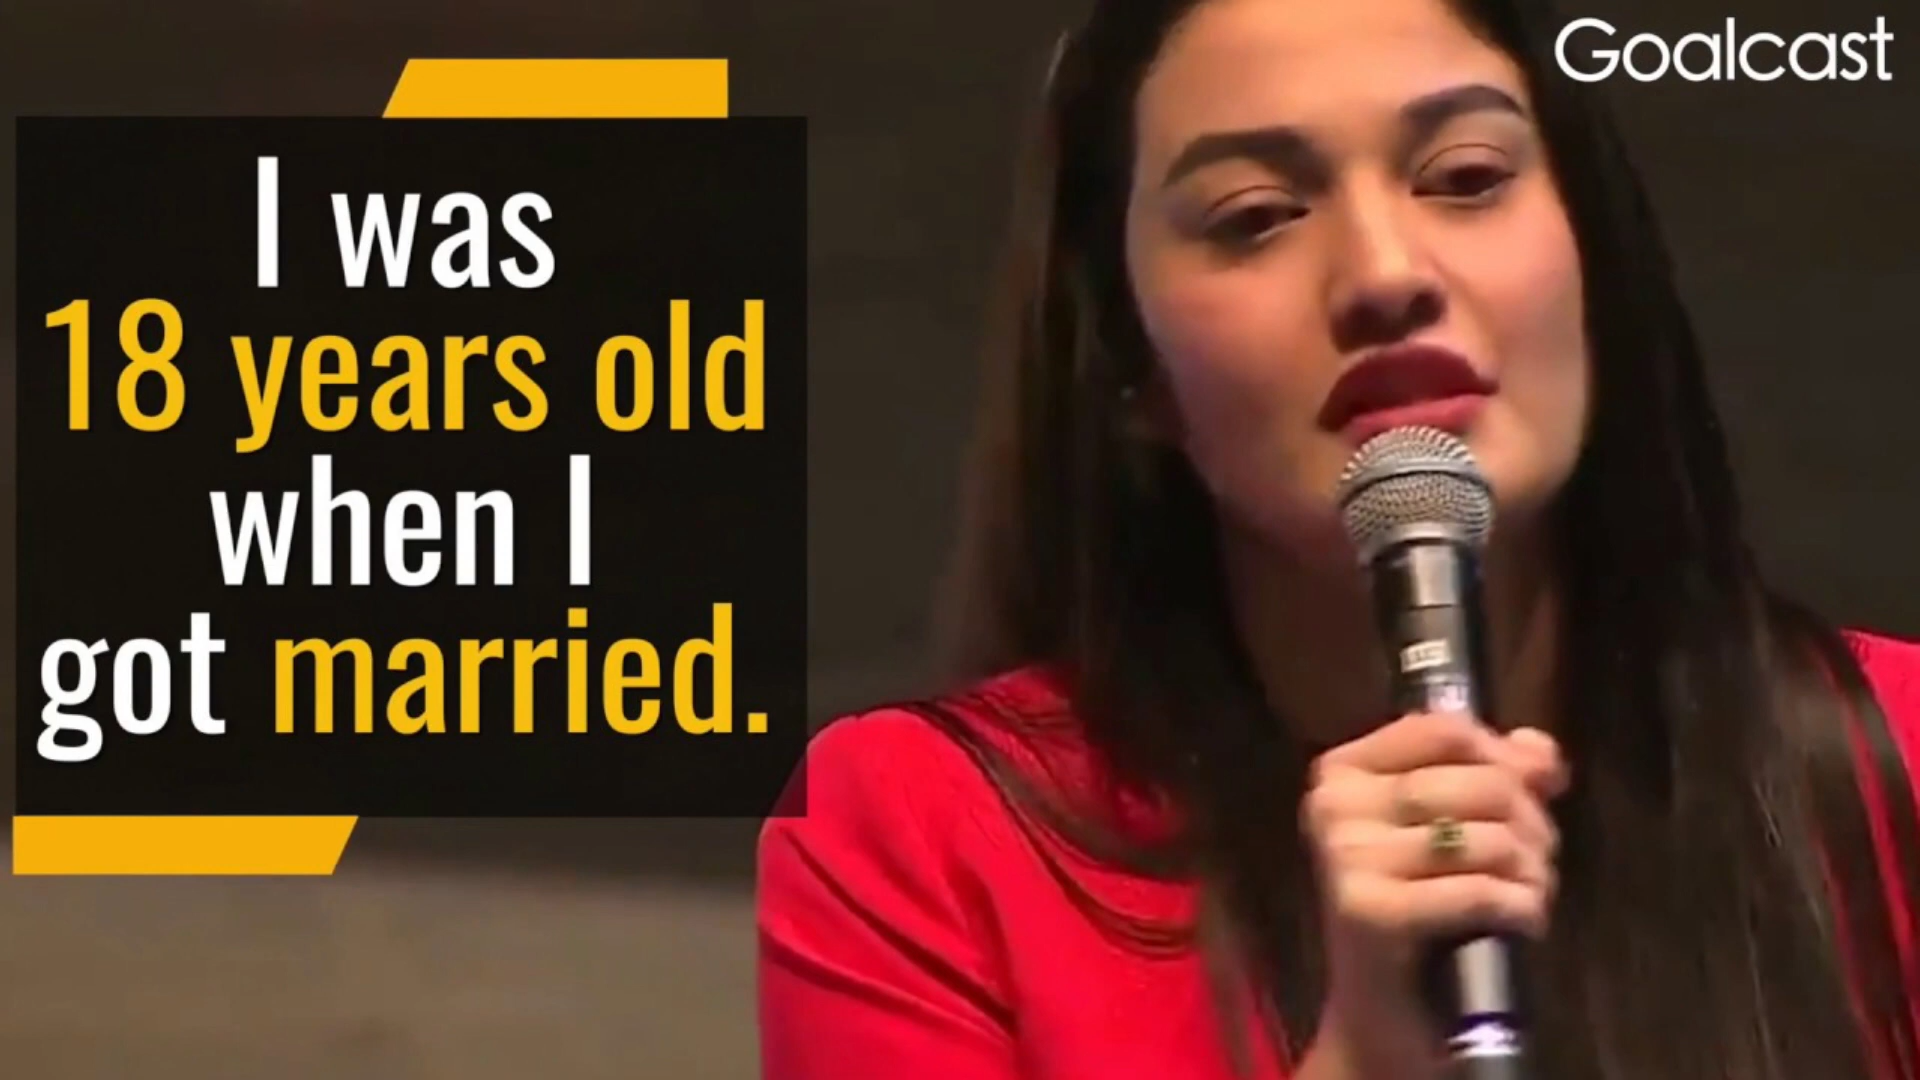 Goalcast
I was
18 years old
when I
got married.